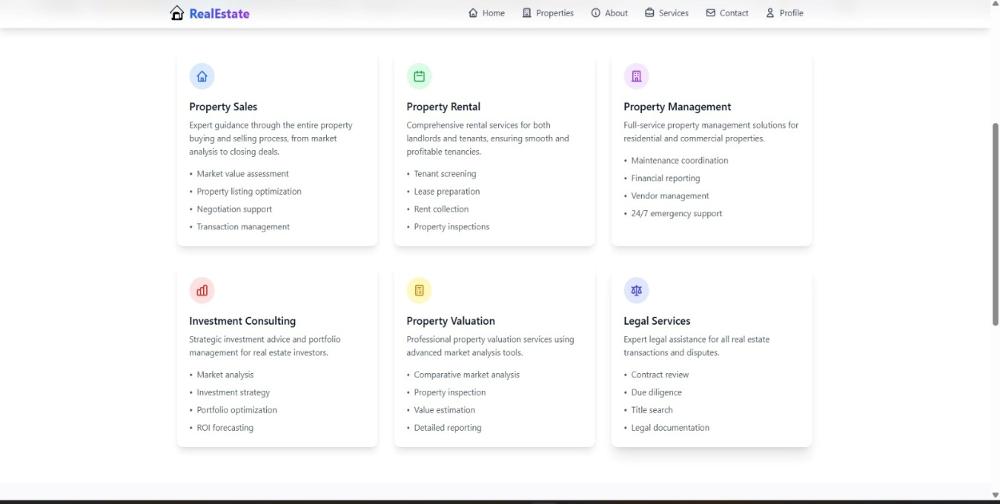 RealEstate
Home Properties About Services Contact Profile
Property Sales
Expert guidance through the entire property
buying and selling process, from market
analysis to closing deals.
• Market value assessment
• Property listing optimization
• Negotiation support
• Transaction management
Property Rental
Comprehensive rental services for both
landlords and tenants, ensuring smooth and
profitable tenancies.
• Tenant screening
• Lease preparation
• Rent collection
• Property inspections
Property Management
Full-service property management solutions for
residential and commercial properties.
• Maintenance coordination
• Financial reporting
• Vendor management
• 24/7 emergency support
Investment Consulting
Strategic investment advice and portfolio
management for real estate investors.
• Market analysis
• Investment strategy
• Portfolio optimization
• ROI forecasting
Property Valuation
Professional property valuation services using
advanced market analysis tools.
• Comparative market analysis
• Property inspection
• Value estimation
• Detailed reporting
Legal Services
Expert legal assistance for all real estate
transactions and disputes.
• Contract review
• Due diligence
• Title search
• Legal documentation